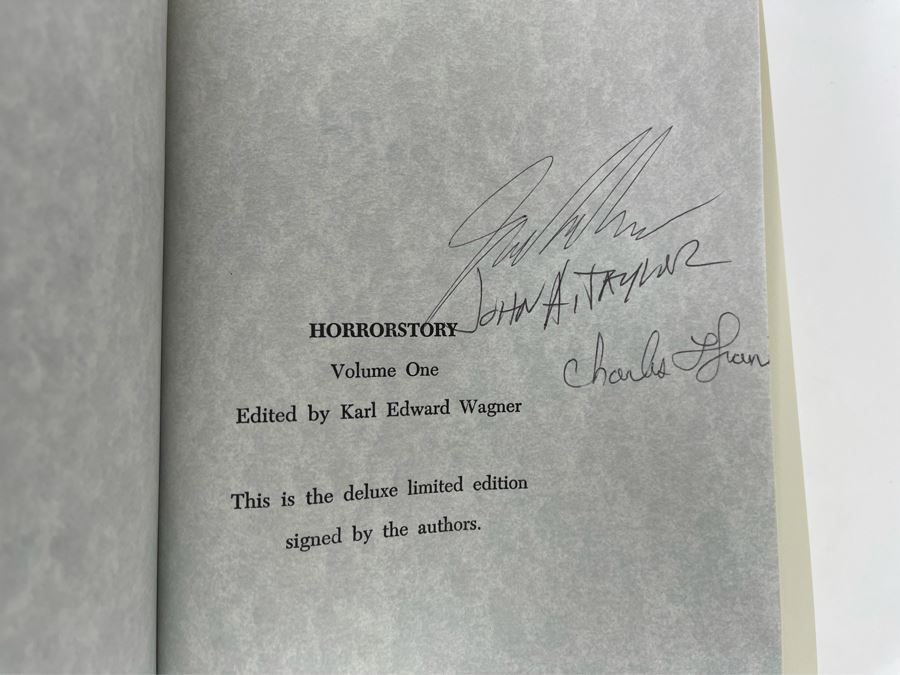 JOHN A. TAYLOR
Charles L
HORRORSTORY
Volume One
Edited by Karl Edward Wagner
This is the deluxe limited edition
signed by the authors.